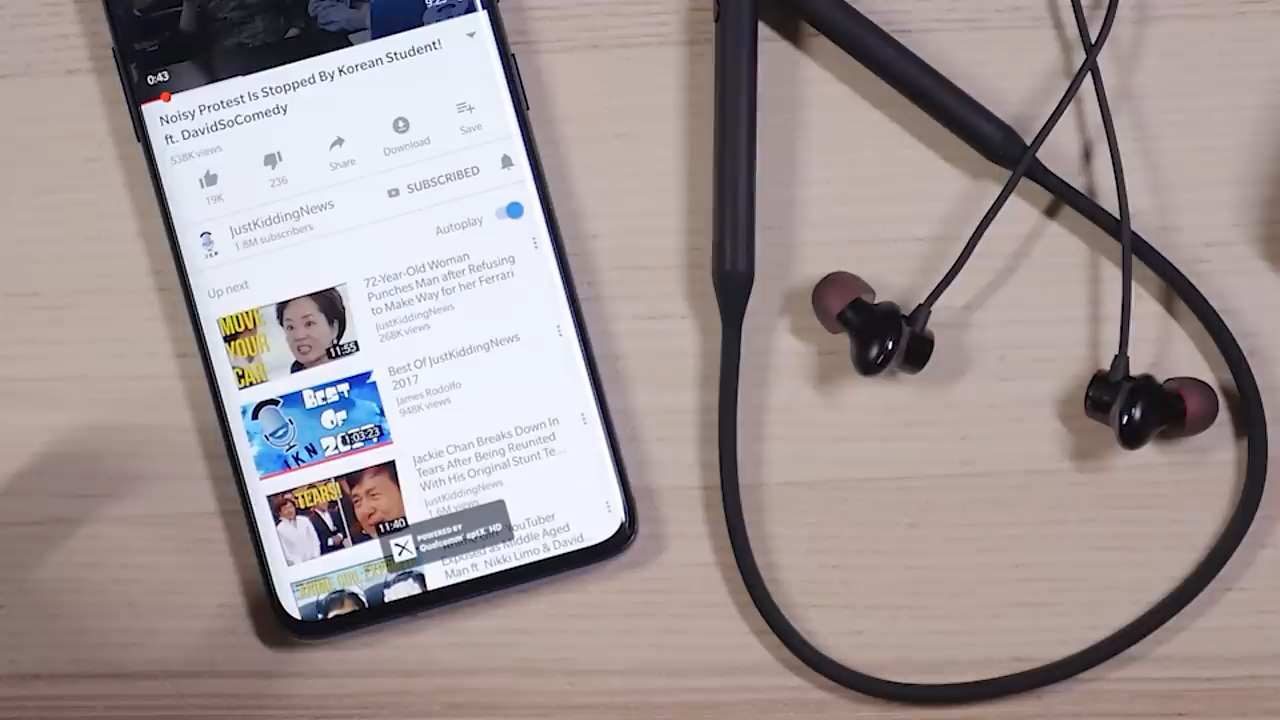 9:23
0:43
Noisy Protest Is Stopped By Korean Student!
ft. DavidSoComedy
538K views
19K
236
Share
Download
Save
JustKiddingNews
1.8M subscribers
SUBSCRIBED
Autoplay
Up next
MOVE
YOUR
CAR
11:55
72-Year-Old Woman
Punches Man after Refusing
to Make Way for her Ferrari
JustKiddingNews
268K views
BEST
OF
JKN
1:03:23
Best Of JustKiddingNews
2017
James Rodolfo
948K views
TEARS!
11:40
Jackie Chan Breaks Down In
Tears After Being Reunited
With His Original Stunt Te...
JustKiddingNews
1.6M views
POWERED BY
Qualcomm aptX HD
YouTuber
Exposed as Middle Aged
Man ft. Nikki Limo & David...